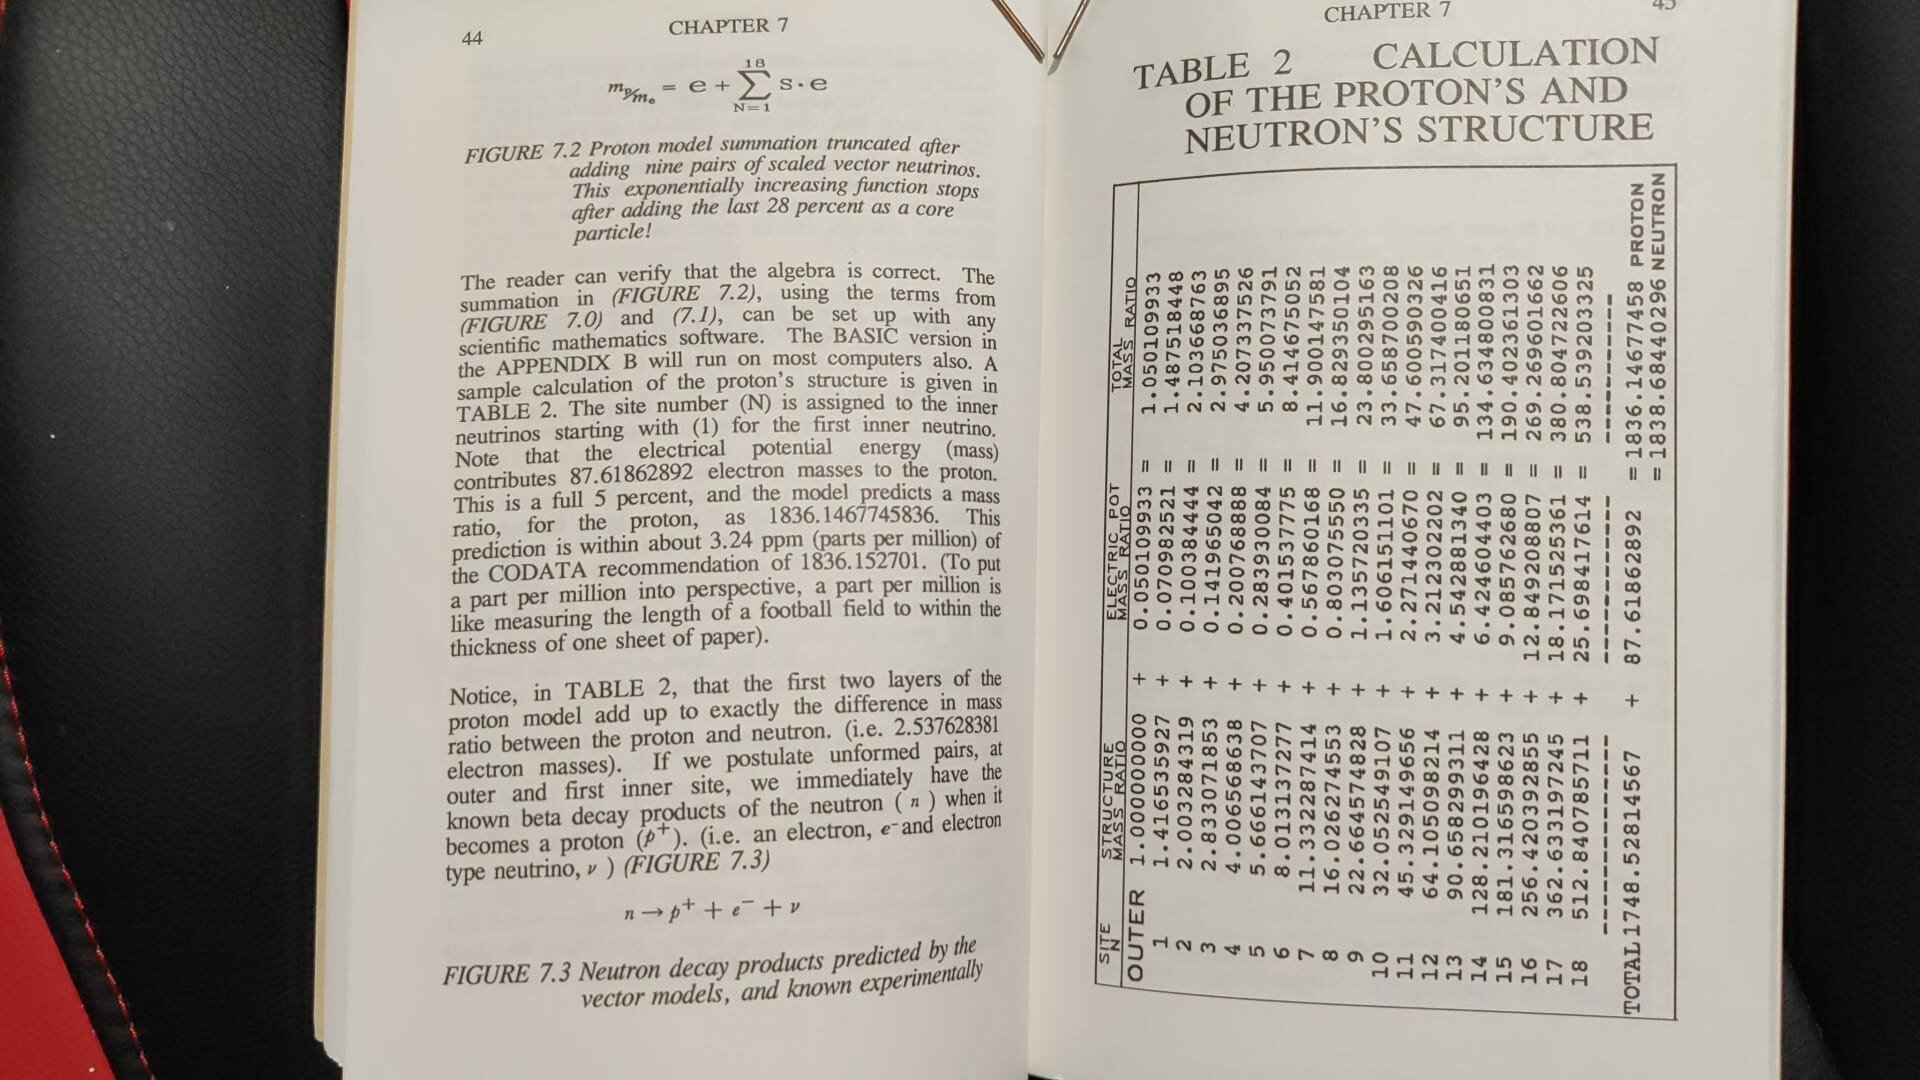 44
CHAPTER 7
mp/mₒ = e + 18 ∑ N=1 s·e
FIGURE 7.2 Proton model summation truncated after
adding nine pairs of scaled vector neutrinos.
This exponentially increasing function stops
after adding the last 28 percent as a core
particle!
The reader can verify that the algebra is correct. The
summation in (FIGURE 7.2), using the terms from
(FIGURE 7.0) and (7.1), can be set up with any
scientific mathematics software. The BASIC version in
the APPENDIX B will run on most computers also. A
sample calculation of the proton's structure is given in
TABLE 2. The site number (N) is assigned to the inner
neutrinos starting with (1) for the first inner neutrino.
Note that the electrical potential energy (mass)
contributes 87.61862892 electron masses to the proton.
This is a full 5 percent, and the model predicts a mass
ratio, for the proton, as 1836.1467745836. This
prediction is within about 3.24 ppm (parts per million) of
the CODATA recommendation of 1836.152701. (To put
a part per million into perspective, a part per million is
like measuring the length of a football field to within the
thickness of one sheet of paper).
Notice, in TABLE 2, that the first two layers of the
proton model add up to exactly the difference in mass
ratio between the proton and neutron. (i.e. 2.537628381
electron masses). If we postulate unformed pairs, at
outer and first inner site, we immediately have the
known beta decay products of the neutron ( n ) when it
becomes a proton (p⁺). (i.e. an electron, e⁻ and electron
type neutrino, ν ) (FIGURE 7.3)
n → p⁺ + e⁻ + ν
FIGURE 7.3 Neutron decay products predicted by the
vector models, and known experimentally
CHAPTER 7
45
TABLE 2 CALCULATION
OF THE PROTON'S AND
NEUTRON'S STRUCTURE
SITE STRUCTURE ELECTRIC POT TOTAL
N MASS RATIO MASS RATIO MASS RATIO
OUTER 1.000000000 + 0.050109933 = 1.050109933
1 1.416535927 + 0.070982521 = 1.487518448
2 2.003284319 + 0.100384444 = 2.103668763
3 2.833071853 + 0.141965042 = 2.975036895
4 4.006568638 + 0.200768888 = 4.207337526
5 5.666143707 + 0.283930084 = 5.950073791
6 8.013137277 + 0.401537775 = 8.414675052
7 11.332287414 + 0.567860168 = 11.900147581
8 16.026274553 + 0.803075550 = 16.829350104
9 22.664574828 + 1.135720335 = 23.800295163
10 32.052549107 + 1.606151101 = 33.658700208
11 45.329149656 + 2.271440670 = 47.600590326
12 64.105098214 + 3.212302202 = 67.317400416
13 90.658299311 + 4.542881340 = 95.201180651
14 128.210196428 + 6.424604403 = 134.634800831
15 181.316598623 + 9.085762680 = 190.402361303
16 256.420392855 + 12.849208807 = 269.269601662
17 362.633197245 + 18.171525361 = 380.804722606
18 512.840785711 + 25.698417614 = 538.539203325
TOTAL1748.52814567 + 87.61862892 = 1836.14677458 PROTON
= 1838.68440296 NEUTRON